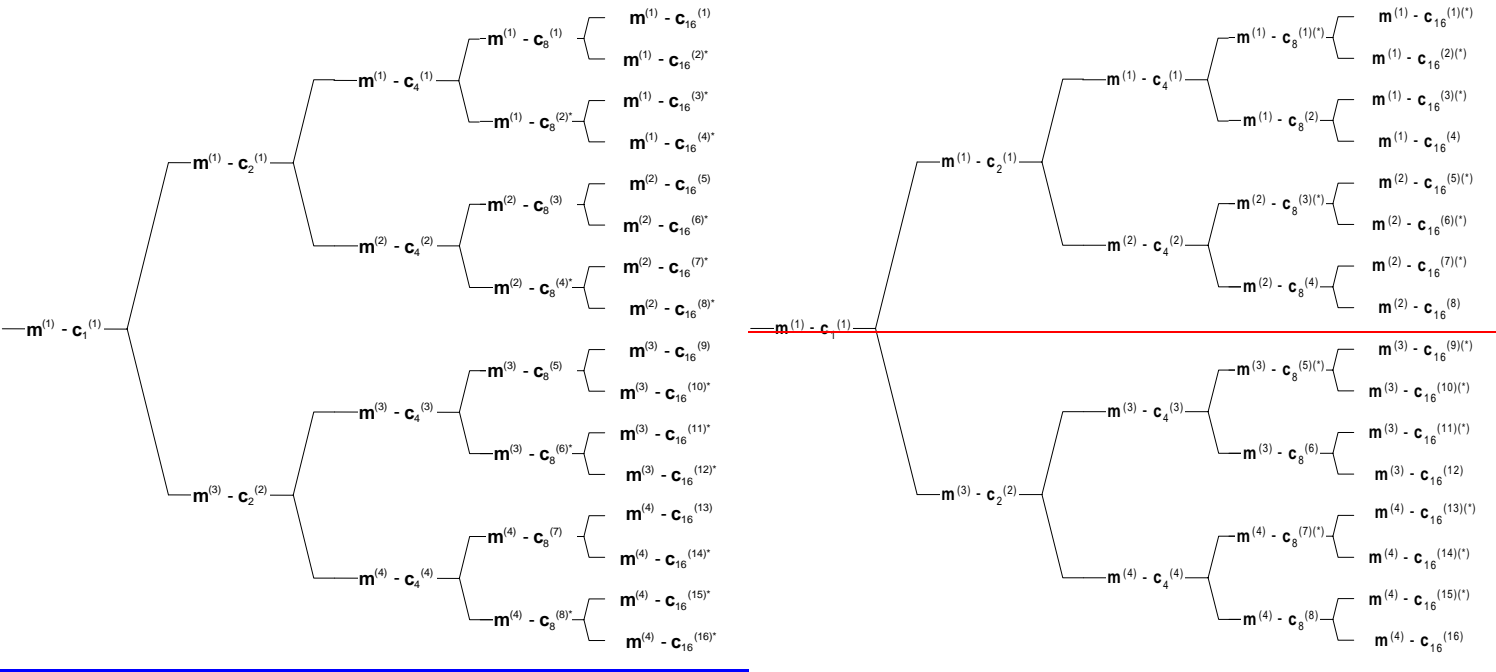 m(1) - c16(1)
m(1) - c8(1)
m(1) - c16(2)*
m(1) - c4(1)
m(1) - c16(3)*
m(1) - c8(2)*
m(1) - c16(4)*
m(1) - c2(1)
m(2) - c16(5)
m(2) - c8(3)
m(2) - c16(6)*
m(2) - c4(2)
m(2) - c16(7)*
m(2) - c8(4)*
m(2) - c16(8)*
m(1) - c1(1)
m(3) - c16(9)
m(3) - c8(5)
m(3) - c16(10)*
m(3) - c4(3)
m(3) - c16(11)*
m(3) - c8(6)*
m(3) - c16(12)*
m(3) - c2(2)
m(4) - c16(13)
m(4) - c8(7)
m(4) - c16(14)*
m(4) - c4(4)
m(4) - c16(15)*
m(4) - c8(8)*
m(4) - c16(16)*
m(1) - c16(1)(*)
m(1) - c8(1)(*)
m(1) - c16(2)(*)
m(1) - c4(1)
m(1) - c16(3)(*)
m(1) - c8(2)
m(1) - c16(4)
m(1) - c2(1)
m(2) - c16(5)(*)
m(2) - c8(3)(*)
m(2) - c16(6)(*)
m(2) - c4(2)
m(2) - c16(7)(*)
m(2) - c8(4)
m(2) - c16(8)
m(1) - c1(1)
m(3) - c16(9)(*)
m(3) - c8(5)(*)
m(3) - c16(10)(*)
m(3) - c4(3)
m(3) - c16(11)(*)
m(3) - c8(6)
m(3) - c16(12)
m(3) - c2(2)
m(4) - c16(13)(*)
m(4) - c8(7)(*)
m(4) - c16(14)(*)
m(4) - c4(4)
m(4) - c16(15)(*)
m(4) - c8(8)
m(4) - c16(16)